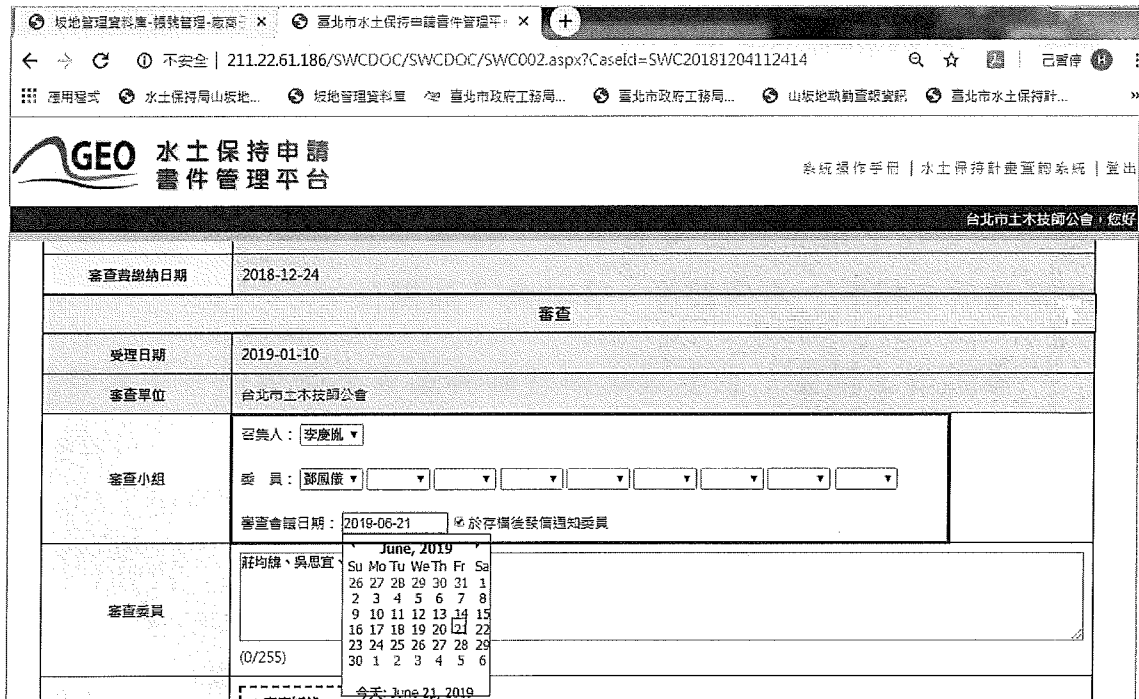 坡地管理資料庫-帳號管理-廠商 × 臺北市水土保持申請書件管理平 × +
不安全 | 211.22.61.186/SWCDOC/SWCDOC/SWC002.aspx?CaseId=SWC20181204112414 已暫停 H
應用程式 水土保持局山坡地... 坡地管理資料庫 臺北市政府工務局... 臺北市政府工務局... 山坡地執勤查報資訊 臺北市水土保持計... »
GEO 水土保持申請
書件管理平台
系統操作手冊 | 水土保持計畫查詢系統 | 登出
台北市土木技師公會,您好
審查費繳納日期 2018-12-24
審查
受理日期 2019-01-10
審查單位 台北市土木技師公會
召集人: 李慶胤
審查小組
委 員: 鄧鳳儀
審查會議日期: 2019-06-21 於存檔後發信通知委員
審查委員
莊均緯、吳思宜、
June, 2019
Su Mo Tu We Th Fr Sa
26 27 28 29 30 31 1
2 3 4 5 6 7 8
9 10 11 12 13 14 15
16 17 18 19 20 21 22
23 24 25 26 27 28 29
30 1 2 3 4 5 6
今天: June 21, 2019
(0/255)